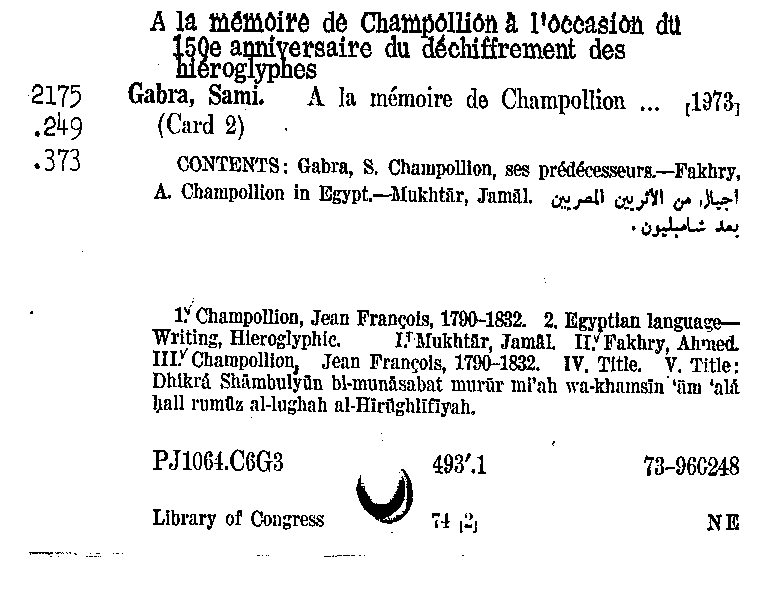 A la mémoire de Champollion à l'occasion du
150e anniversaire du déchiffrement des
hiéroglyphes
2175 Gabra, Sami. A la mémoire de Champollion ... [1973]
.249 (Card 2)
.373 CONTENTS: Gabra, S. Champollion, ses prédécesseurs.—Fakhry,
A. Champollion in Egypt.—Mukhtār, Jamāl. أجيال من الأثريين المصريين
بعد شامبليون.
1. Champollion, Jean François, 1790-1832. 2. Egyptian language—
Writing, Hieroglyphic. I. Mukhtār, Jamāl. II. Fakhry, Ahmed.
III. Champollion, Jean François, 1790-1832. IV. Title. V. Title:
Dhikrá Shāmbulyūn bi-munāsabat murūr mi'ah wa-khamsīn 'ām 'alá
ḥall rumūz al-lughah al-Hīrūghlīfīyah.
PJ1064.C6G3 493′.1 73-960248
Library of Congress 74 [2] NE